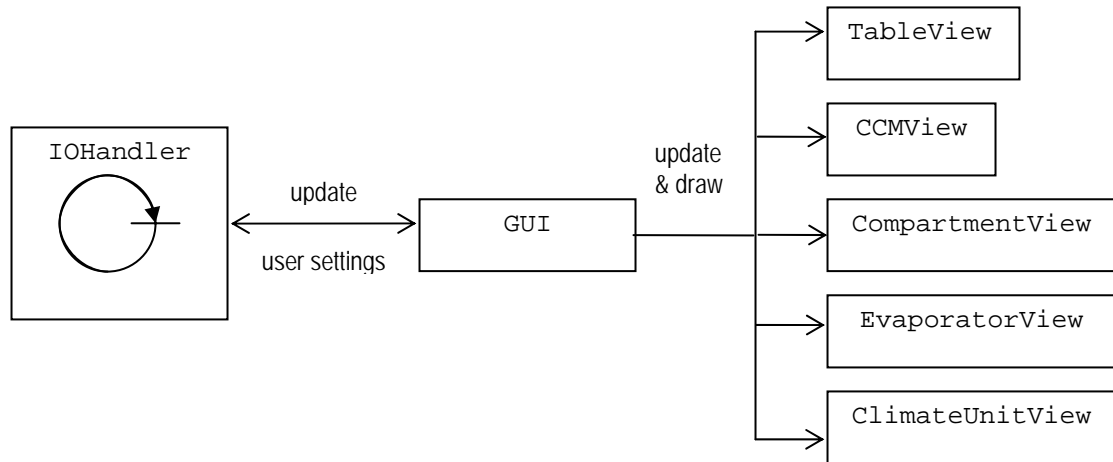 TableView
CCMView
IOHandler
update
& draw
update
GUI
CompartmentView
user settings
EvaporatorView
ClimateUnitView